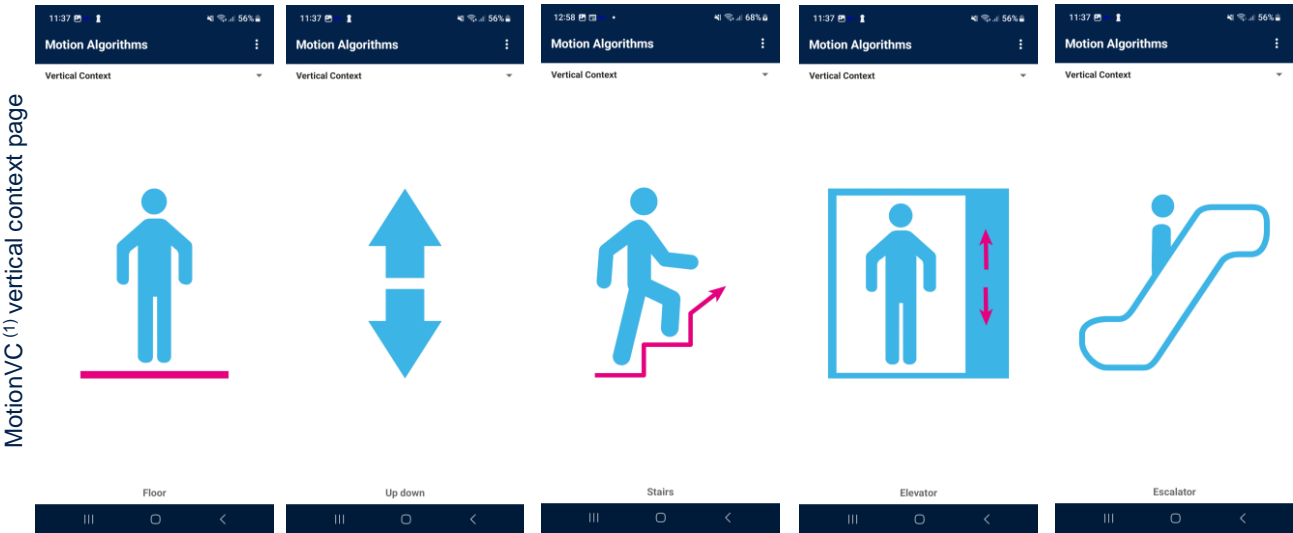 MotionVC (1) vertical context page
11:37 56%
Motion Algorithms
Vertical Context
Floor
11:37 56%
Motion Algorithms
Vertical Context
Up down
12:58 68%
Motion Algorithms
Vertical Context
Stairs
11:37 56%
Motion Algorithms
Vertical Context
Elevator
11:37 56%
Motion Algorithms
Vertical Context
Escalator